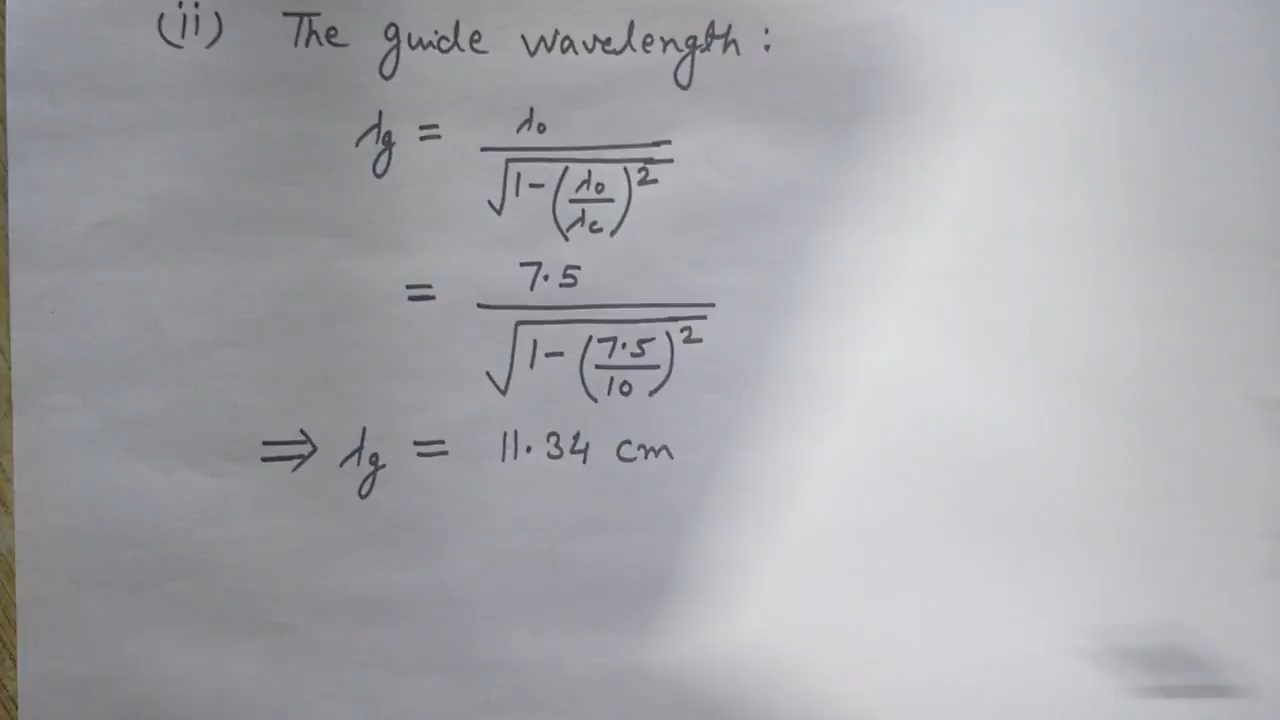 (ii) The guide wavelength:
λg = λ0 / √(1-(λ0/λc)^2)
= 7.5 / √(1-(7.5/10)^2)
⇒ λg = 11.34 cm